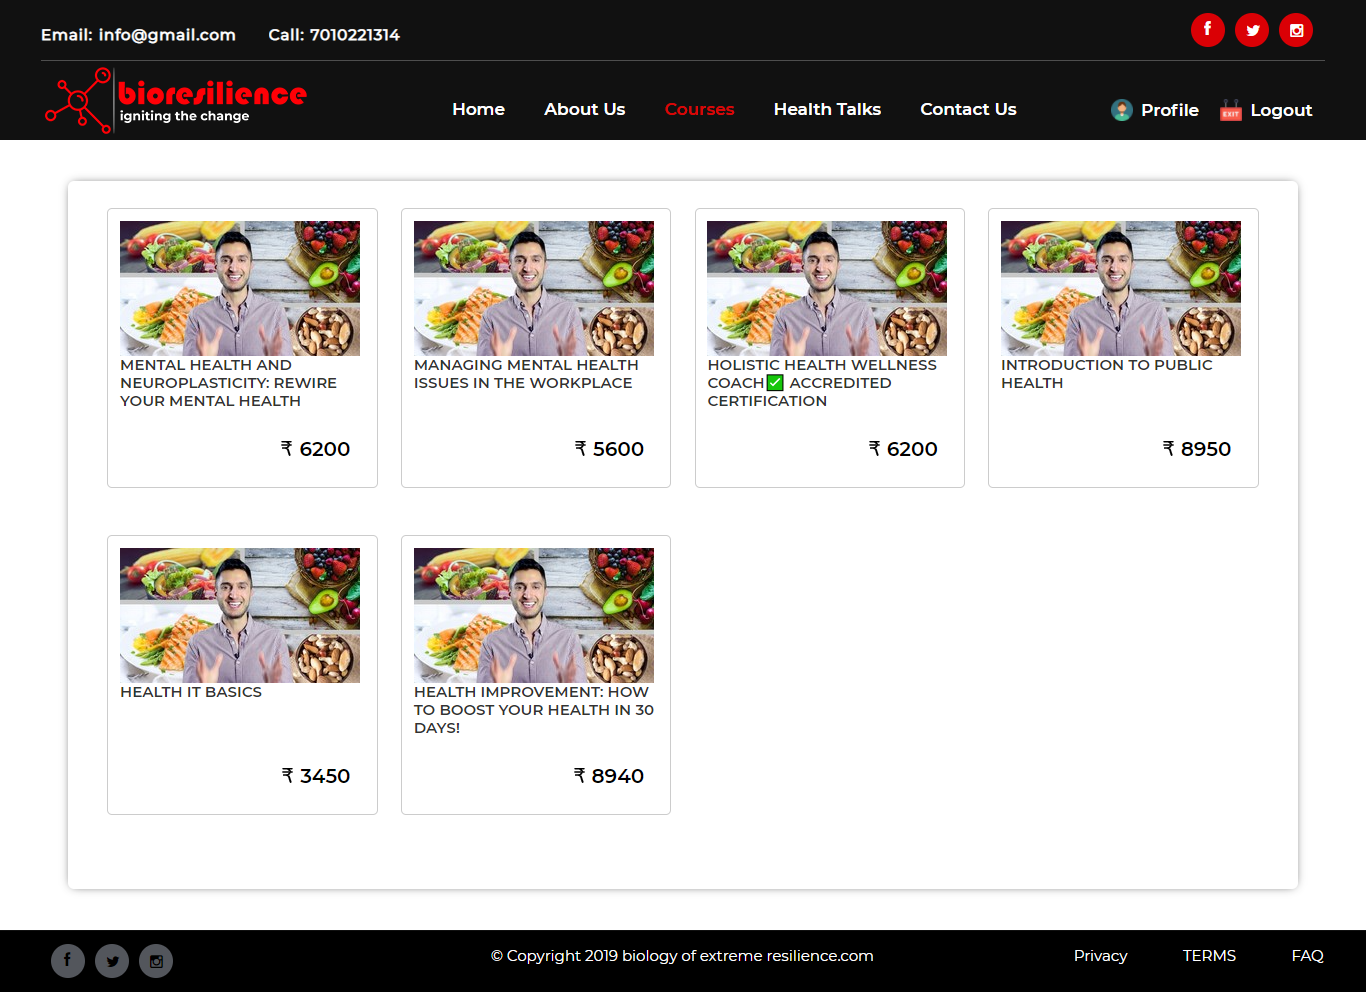 Email: info@gmail.com Call: 7010221314
f
bioresilience
igniting the change
Home About Us Courses Health Talks Contact Us
EXIT
Profile Logout
MENTAL HEALTH AND
NEUROPLASTICITY: REWIRE
YOUR MENTAL HEALTH
₹ 6200
MANAGING MENTAL HEALTH
ISSUES IN THE WORKPLACE
₹ 5600
HOLISTIC HEALTH WELLNESS
COACH✅ ACCREDITED
CERTIFICATION
₹ 6200
INTRODUCTION TO PUBLIC
HEALTH
₹ 8950
HEALTH IT BASICS
₹ 3450
HEALTH IMPROVEMENT: HOW
TO BOOST YOUR HEALTH IN 30
DAYS!
₹ 8940
f
© Copyright 2019 biology of extreme resilience.com
Privacy TERMS FAQ